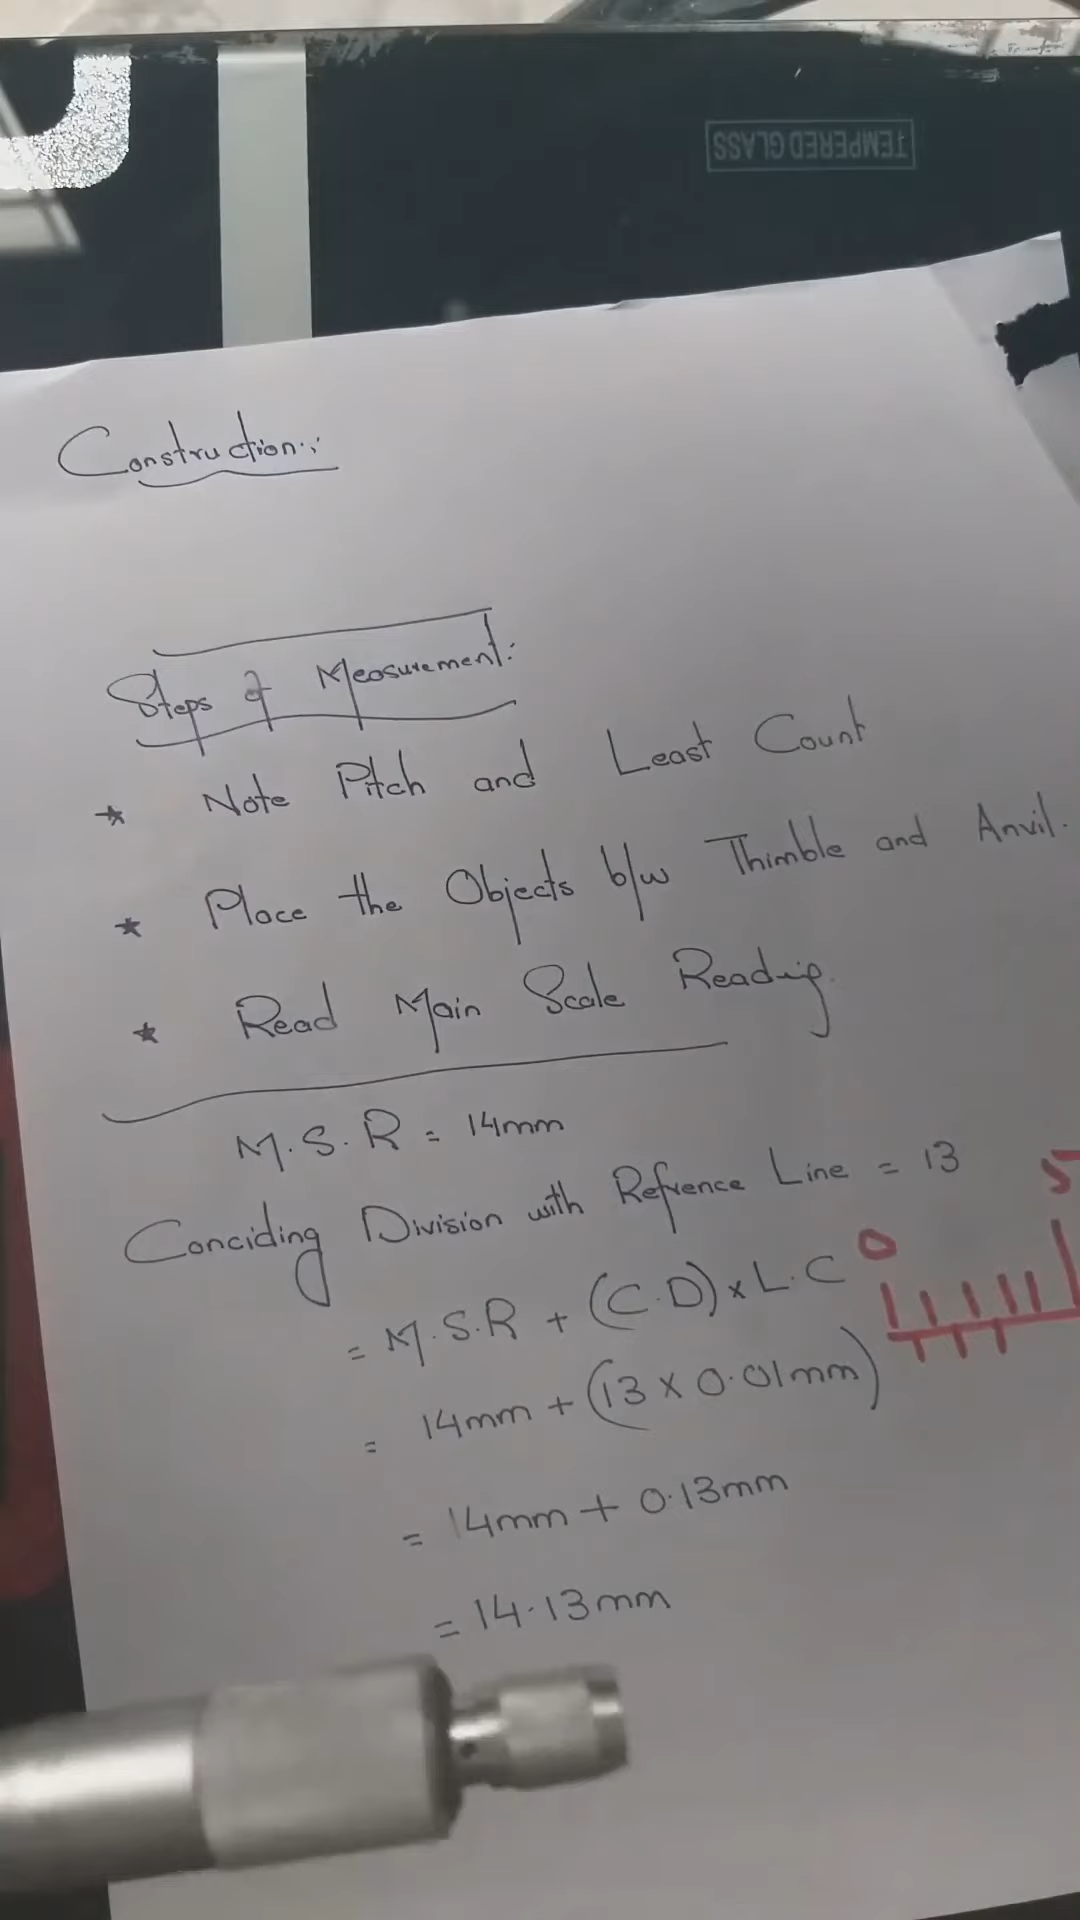 TEMPERED GLASS
Construction:
Steps of Measurement:
* Note Pitch and Least Count
* Place the Objects b/w Thimble and Anvil.
* Read Main Scale Reading.
M.S.R = 14mm
Conciding Division with Refrence Line = 13
= M.S.R + (C.D) x L.C
0 5
= 14mm + (13 x 0.01mm)
= 14mm + 0.13mm
= 14.13mm